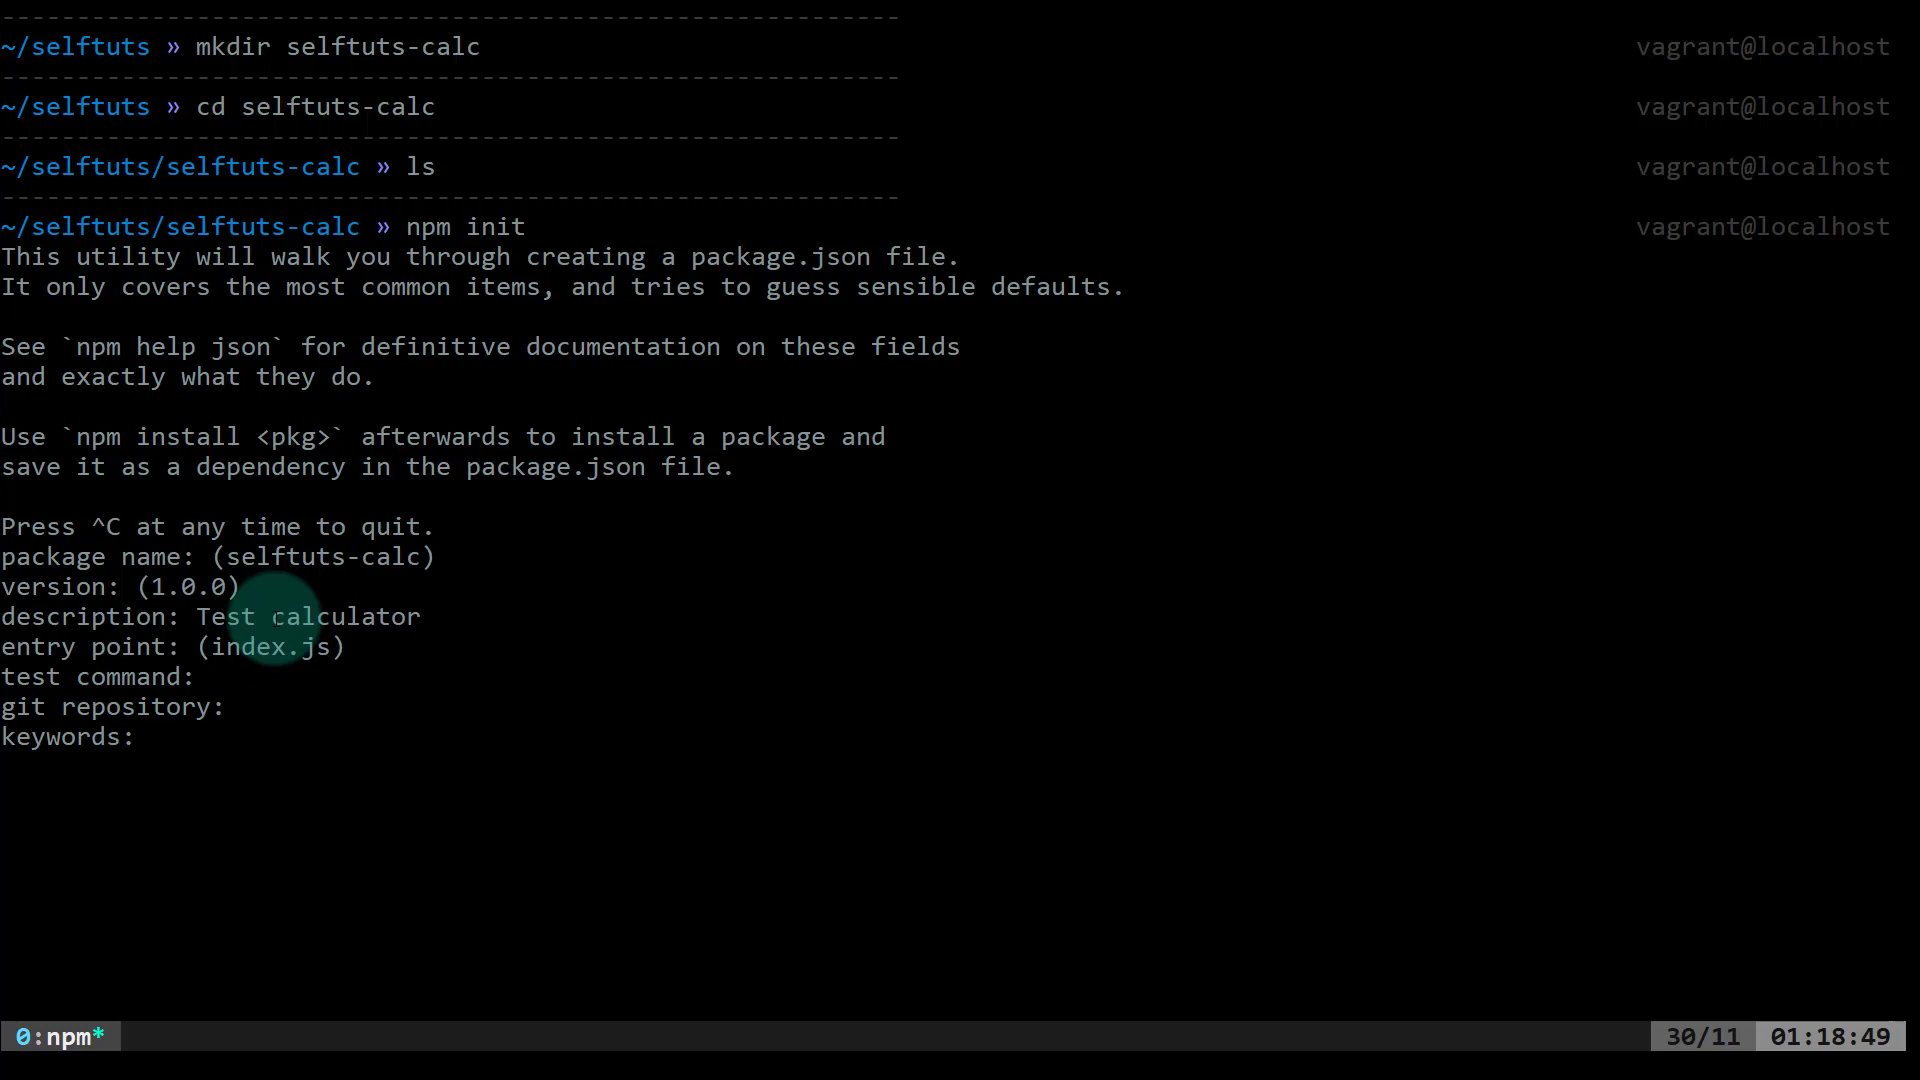 ------------------------------------------------------------
~/selftuts » mkdir selftuts-calc vagrant@localhost
------------------------------------------------------------
~/selftuts » cd selftuts-calc vagrant@localhost
------------------------------------------------------------
~/selftuts/selftuts-calc » ls vagrant@localhost
------------------------------------------------------------
~/selftuts/selftuts-calc » npm init vagrant@localhost
This utility will walk you through creating a package.json file.
It only covers the most common items, and tries to guess sensible defaults.
See `npm help json` for definitive documentation on these fields
and exactly what they do.
Use `npm install <pkg>` afterwards to install a package and
save it as a dependency in the package.json file.
Press ^C at any time to quit.
package name: (selftuts-calc)
version: (1.0.0)
description: Test calculator
entry point: (index.js)
test command:
git repository:
keywords:
0:npm* 30/11 01:18:49